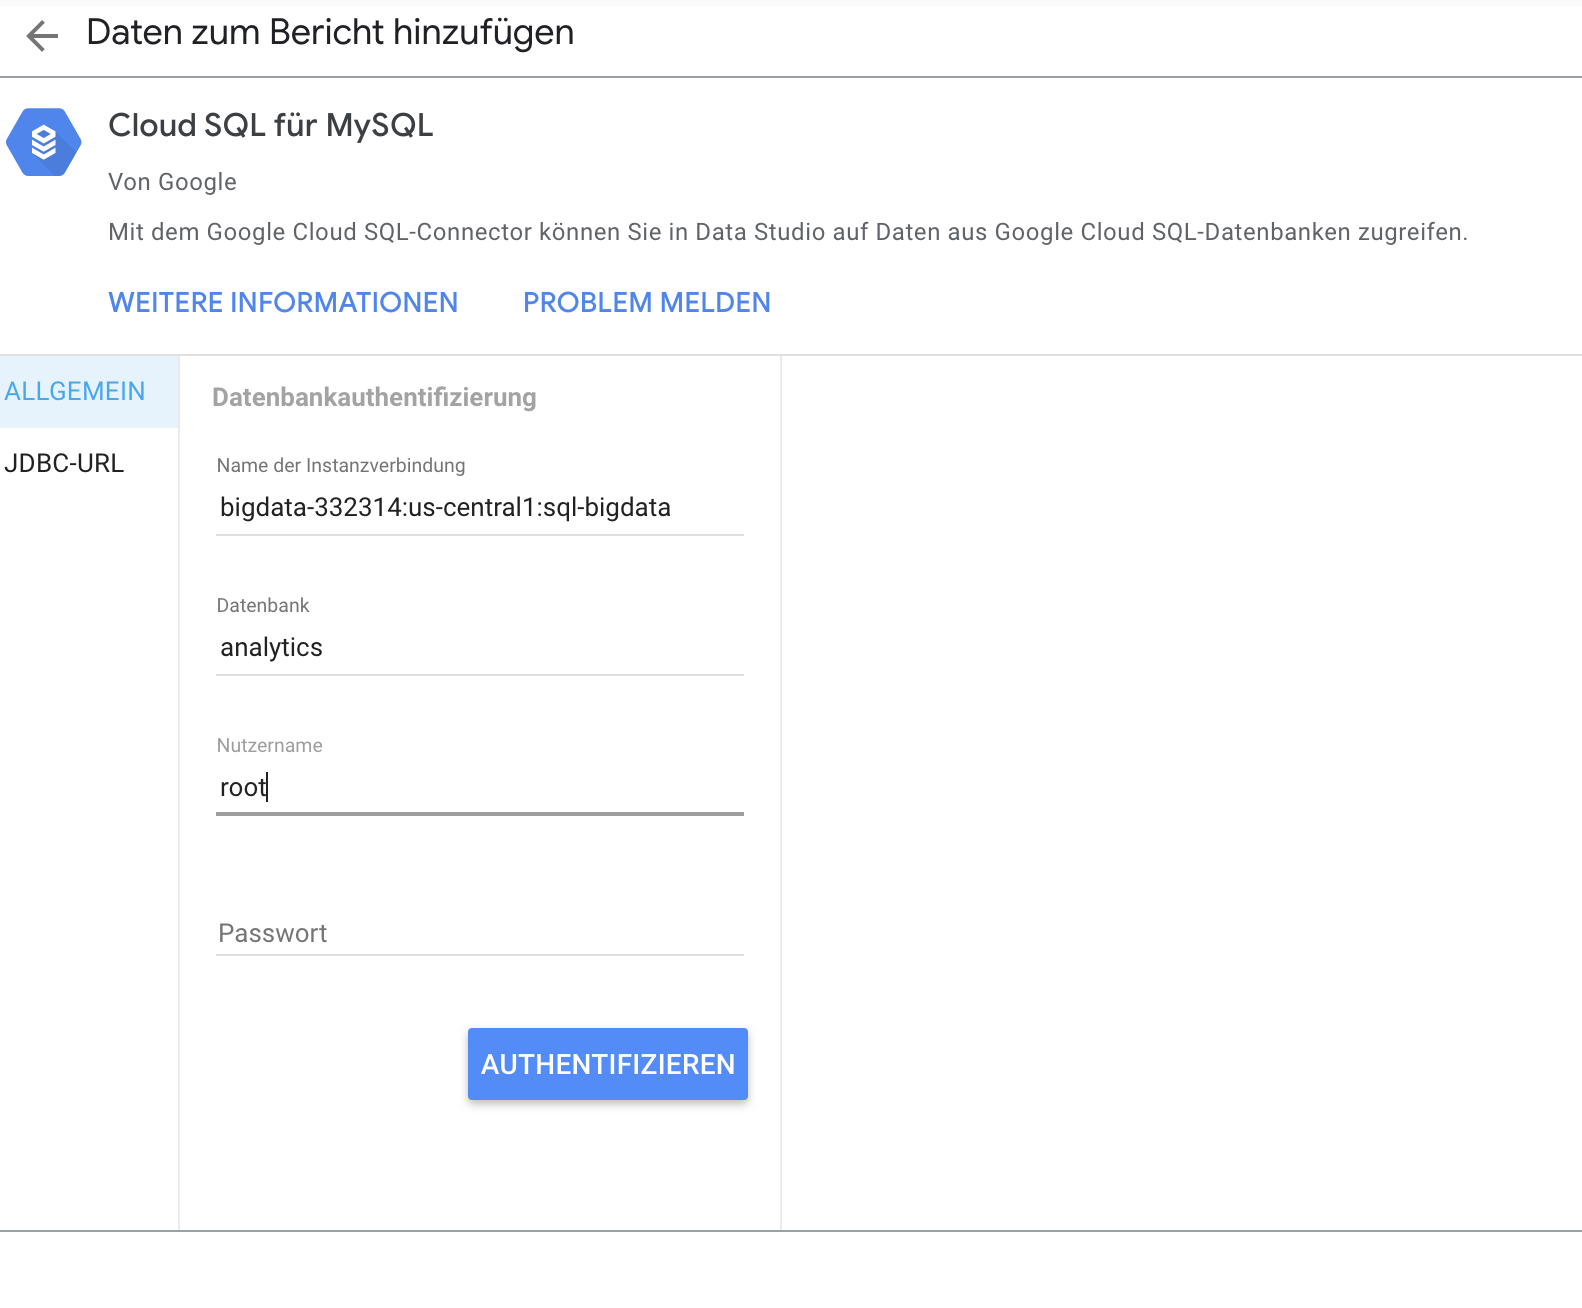 Daten zum Bericht hinzufügen
Cloud SQL für MySQL
Von Google
Mit dem Google Cloud SQL-Connector können Sie in Data Studio auf Daten aus Google Cloud SQL-Datenbanken zugreifen.
WEITERE INFORMATIONEN PROBLEM MELDEN
ALLGEMEIN
JDBC-URL
Datenbankauthentifizierung
Name der Instanzverbindung
bigdata-332314:us-central1:sql-bigdata
Datenbank
analytics
Nutzername
root
Passwort
AUTHENTIFIZIEREN